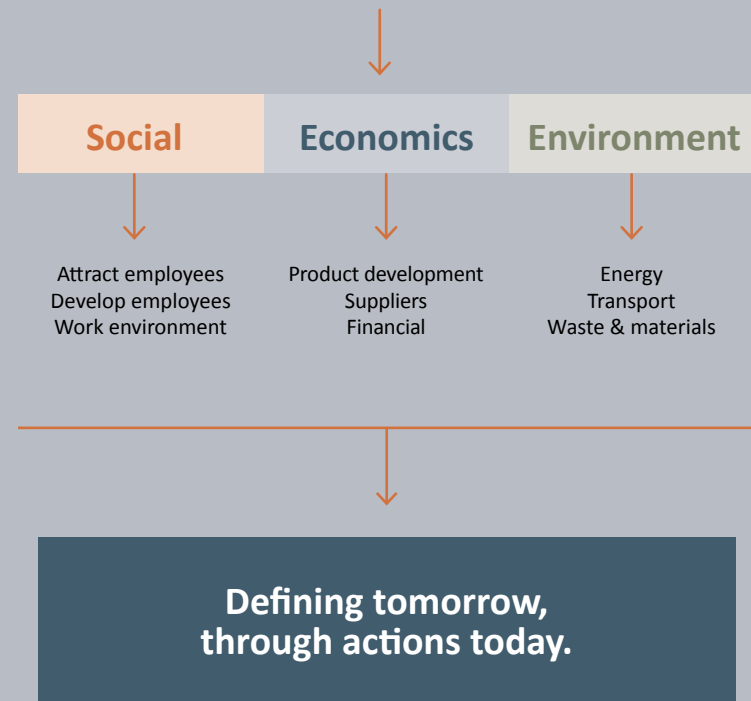 Social
Economics
Environment
Attract employees
Develop employees
Work environment
Product development
Suppliers
Financial
Energy
Transport
Waste & materials
Defining tomorrow,
through actions today.